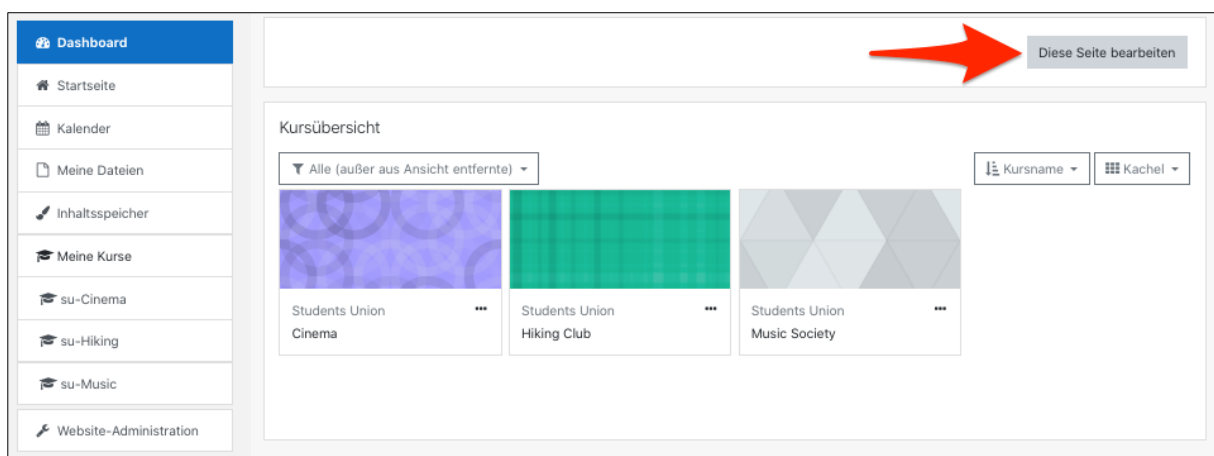 Dashboard
Startseite
Kalender
Meine Dateien
Inhaltsspeicher
Meine Kurse
su-Cinema
su-Hiking
su-Music
Website-Administration
Diese Seite bearbeiten
Kursübersicht
Alle (außer aus Ansicht entfernte)
Kursname
Kachel
Students Union
Cinema
Students Union
Hiking Club
Students Union
Music Society